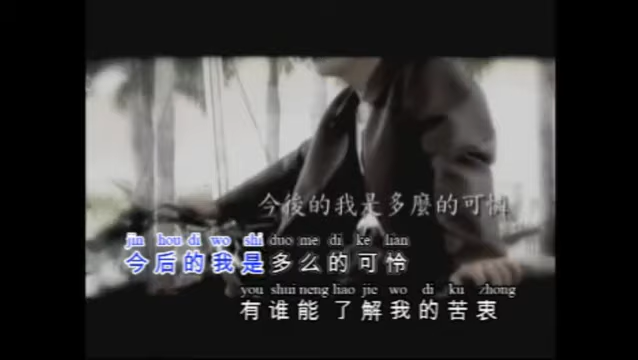 今後的我是多麼的可憐
jin hou di wo shi duo me di ke lian
今后的我是多么的可怜
you shui neng liao jie wo di ku zhong
有谁能了解我的苦衷